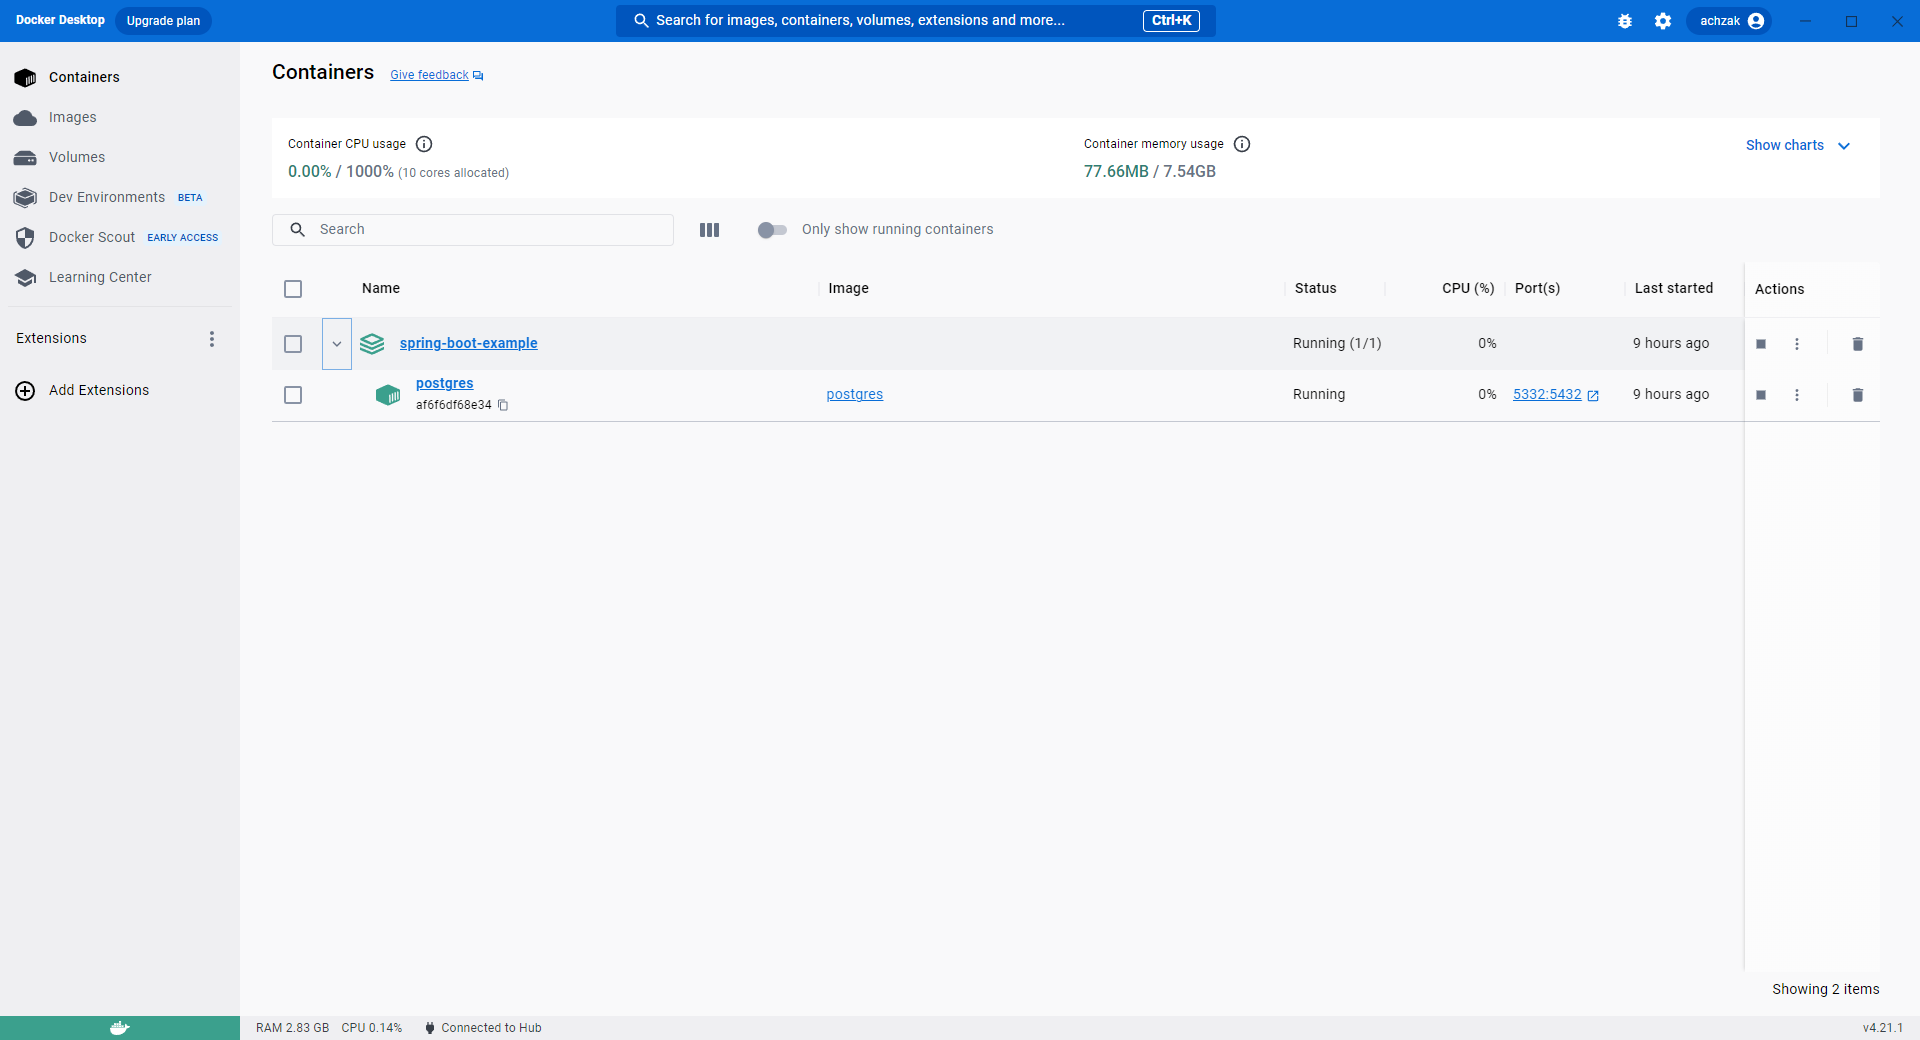 Docker Desktop Upgrade plan Search for images, containers, volumes, extensions and more... Ctrl+K achzak
Containers
Images
Volumes
Dev Environments BETA
Docker Scout EARLY ACCESS
Learning Center
Extensions
Add Extensions
Containers Give feedback
Container CPU usage
0.00% / 1000% (10 cores allocated)
Container memory usage
77.66MB / 7.54GB
Show charts
Search
Only show running containers
Name Image Status CPU (%) Port(s) Last started Actions
spring-boot-example Running (1/1) 0% 9 hours ago
postgres
af6f6df68e34
postgres Running 0% 5332:5432 9 hours ago
Showing 2 items
RAM 2.83 GB CPU 0.14% Connected to Hub v4.21.1